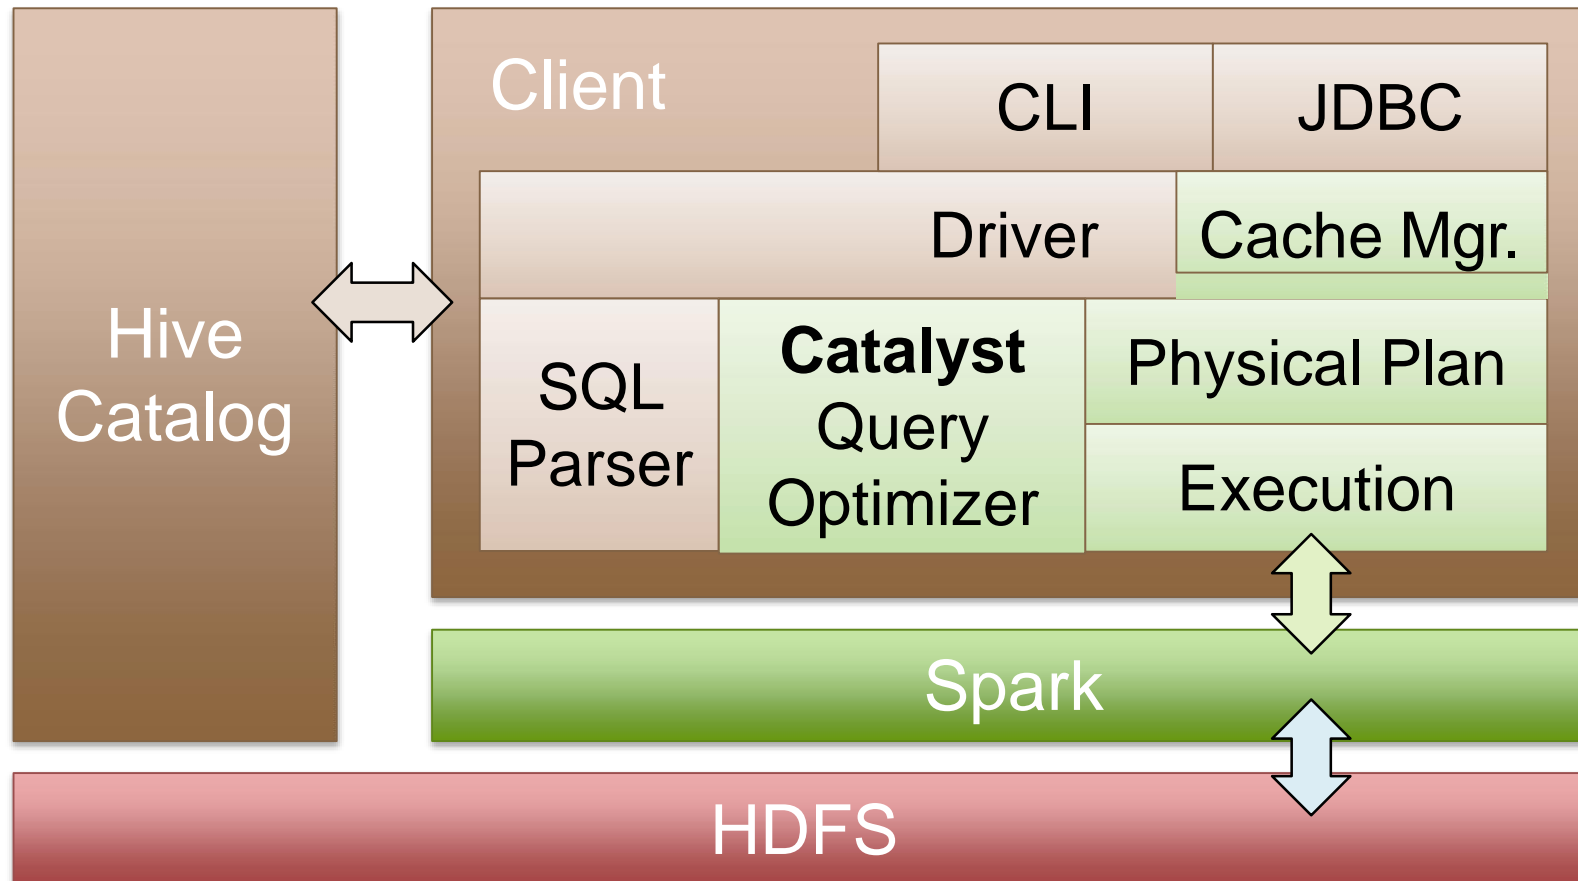 Hive
Catalog
Client
CLI
JDBC
Driver
Cache Mgr.
SQL
Parser
Catalyst
Query
Optimizer
Physical Plan
Execution
Spark
HDFS